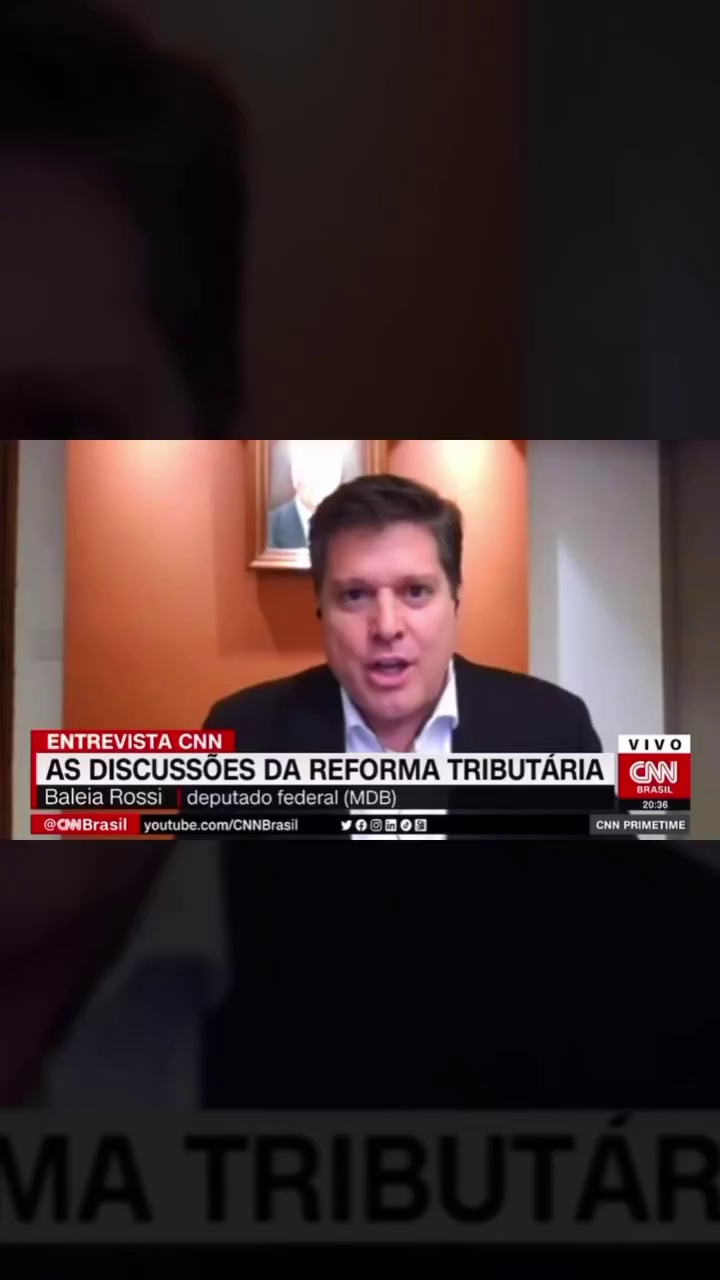 ENTREVISTA CNN
AS DISCUSSÕES DA REFORMA TRIBUTÁRIA
Baleia Rossi deputado federal (MDB)
@CNNBrasil youtube.com/CNNBrasil
VIVO
CNN
BRASIL
20:36
CNN PRIMETIME
MA TRIBUTÁR